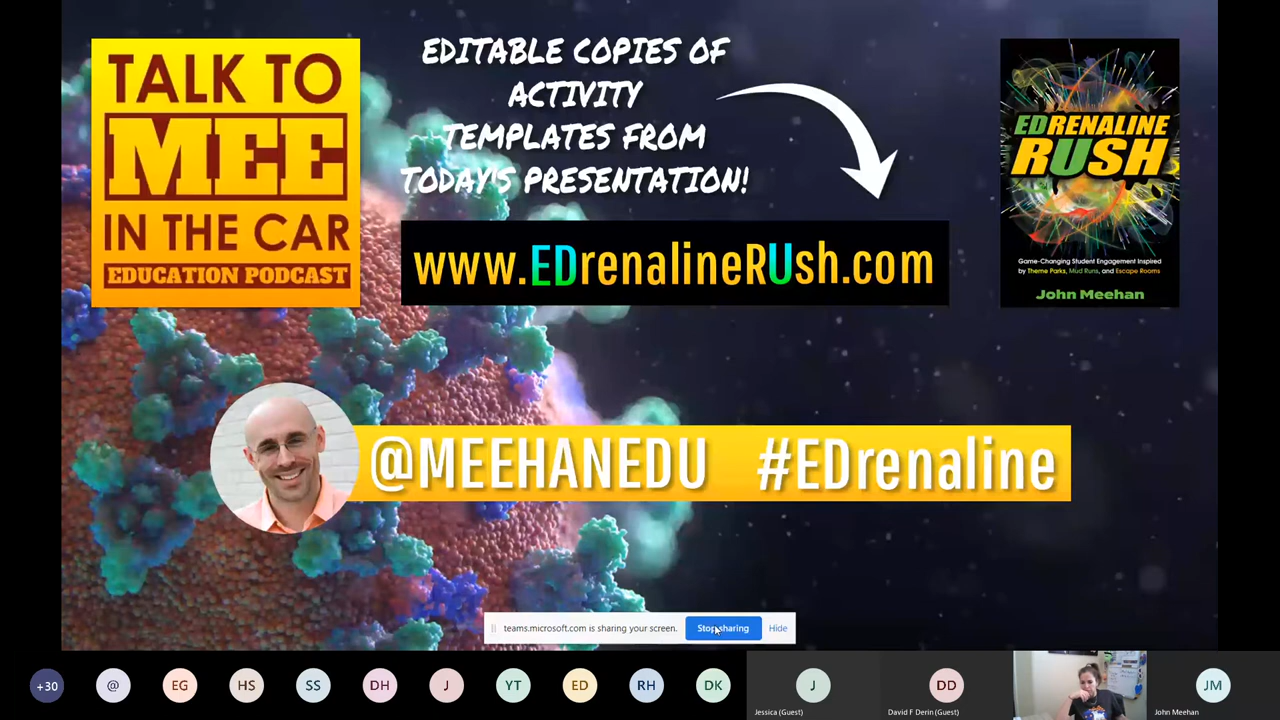 TALK TO
MEE
IN THE CAR
EDUCATION PODCAST
EDITABLE COPIES OF
ACTIVITY
TEMPLATES FROM
TODAY'S PRESENTATION!
www.EDrenalineRUsh.com
EDRENALINE
RUSH
Game-Changing Student Engagement Inspired
by Theme Parks, Mud Runs, and Escape Rooms
John Meehan
@MEEHANEDU #EDrenaline
teams.microsoft.com is sharing your screen. Stop sharing Hide
+30 @ EG HS SS DH J YT ED RH DK J DD JM
Jessica (Guest) David F Derin (Guest) John Meehan